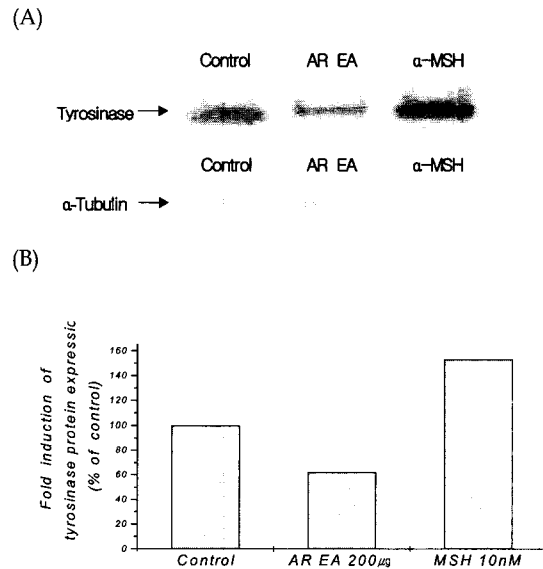 (A)
Control AR EA α-MSH
Tyrosinase
Control AR EA α-MSH
α-Tubulin
(B)
Fold induction of
tyrosinase protein expressic
(% of control)
160
140
120
100
80
60
40
20
0
Control AR EA 200㎍ MSH 10nM